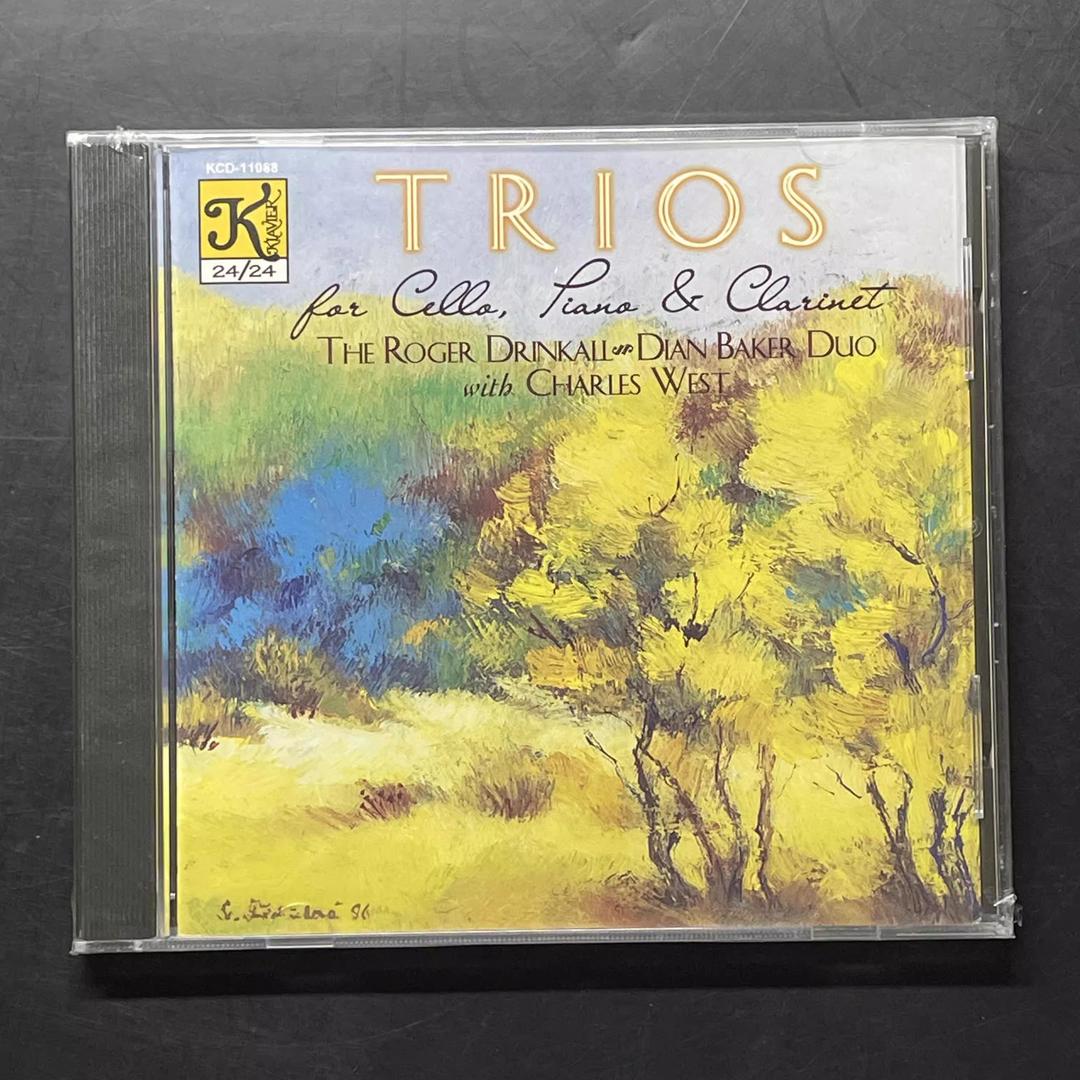 KCD-11088
K
KLAVIER
24/24
TRIOS
for Cello, Piano & Clarinet
THE ROGER DRINKALL DIAN BAKER DUO
with CHARLES WEST
86